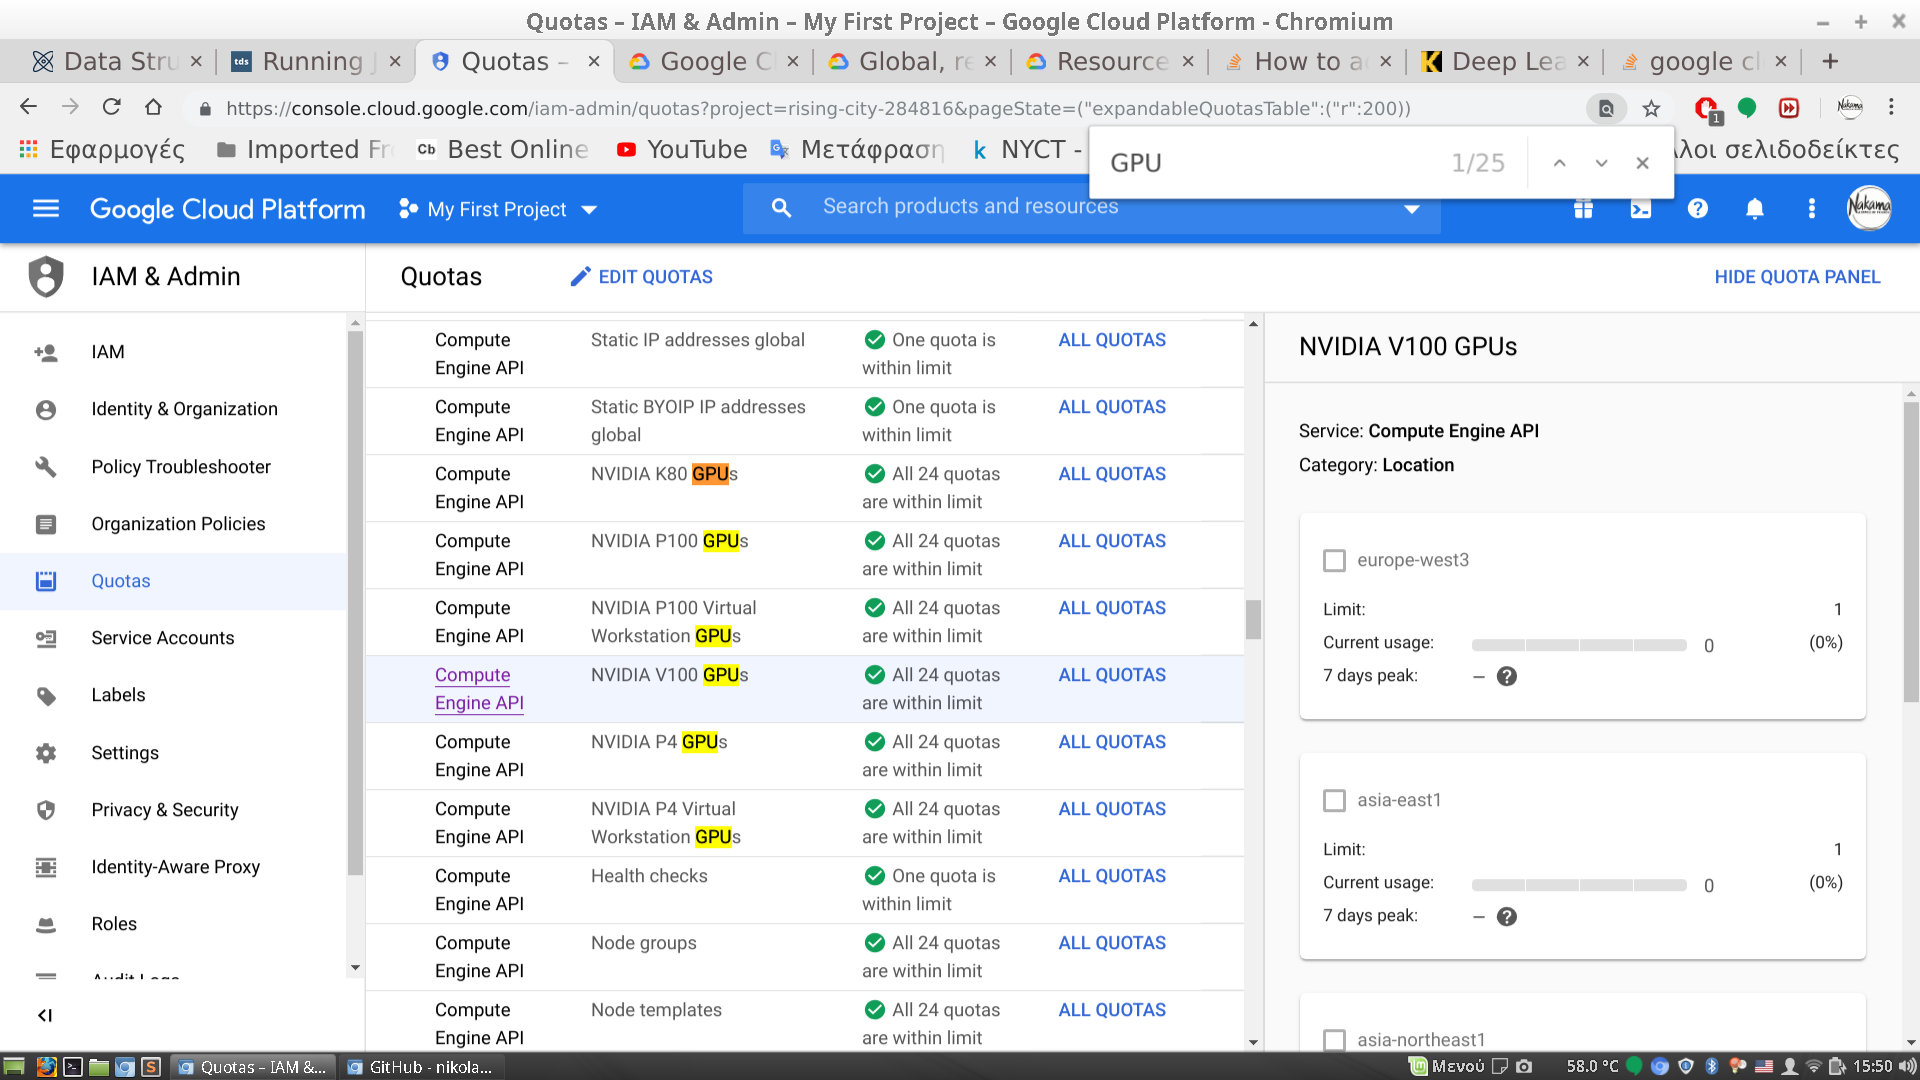 Quotas – IAM & Admin – My First Project – Google Cloud Platform - Chromium
Data Stru
tds Running J
Quotas –
Google C
Global, re
Resource
How to a
Deep Lea
google cl
https://console.cloud.google.com/iam-admin/quotas?project=rising-city-284816&pageState=("expandableQuotasTable":("r":200))
1
Εφαρμογές
Imported Fr
Cb Best Online
YouTube
Μετάφραση
k NYCT -
λοι σελιδοδείκτες
GPU 1/25
Google Cloud Platform
My First Project
Search products and resources
Nakama
IAM & Admin
Quotas
EDIT QUOTAS
HIDE QUOTA PANEL
IAM
Identity & Organization
Policy Troubleshooter
Organization Policies
Quotas
Service Accounts
Labels
Settings
Privacy & Security
Identity-Aware Proxy
Roles
Audit Logs
Compute Static IP addresses global One quota is ALL QUOTAS
Engine API within limit
Compute Static BYOIP IP addresses One quota is ALL QUOTAS
Engine API global within limit
Compute NVIDIA K80 GPUs All 24 quotas ALL QUOTAS
Engine API are within limit
Compute NVIDIA P100 GPUs All 24 quotas ALL QUOTAS
Engine API are within limit
Compute NVIDIA P100 Virtual All 24 quotas ALL QUOTAS
Engine API Workstation GPUs are within limit
Compute NVIDIA V100 GPUs All 24 quotas ALL QUOTAS
Engine API are within limit
Compute NVIDIA P4 GPUs All 24 quotas ALL QUOTAS
Engine API are within limit
Compute NVIDIA P4 Virtual All 24 quotas ALL QUOTAS
Engine API Workstation GPUs are within limit
Compute Health checks One quota is ALL QUOTAS
Engine API within limit
Compute Node groups All 24 quotas ALL QUOTAS
Engine API are within limit
Compute Node templates All 24 quotas ALL QUOTAS
Engine API are within limit
NVIDIA V100 GPUs
Service: Compute Engine API
Category: Location
europe-west3
Limit: 1
Current usage: 0 (0%)
7 days peak: –
asia-east1
Limit: 1
Current usage: 0 (0%)
7 days peak: –
asia-northeast1
Quotas – IAM &...
GitHub - nikola...
Μενού
58.0 °C
15:50